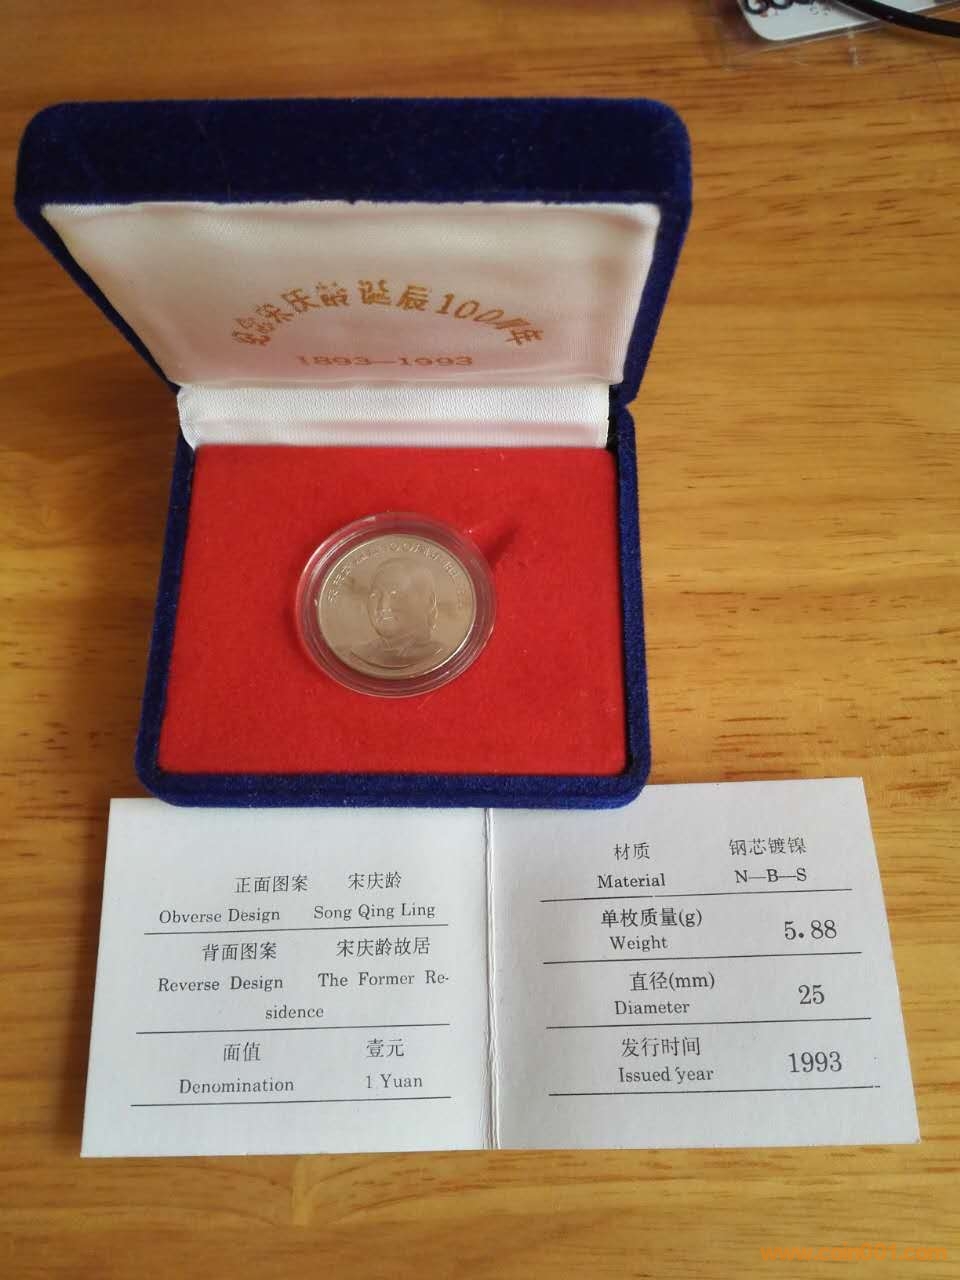 纪念宋庆龄诞辰100周年
1893—1993
正面图案 宋庆龄
Obverse Design Song Qing Ling
背面图案 宋庆龄故居
Reverse Design The Former Re-
sidence
面值 壹元
Denomination 1 Yuan
材质 钢芯镀镍
Material N—B—S
单枚质量(g) 5.88
Weight
直径(mm) 25
Diameter
发行时间 1993
Issued year